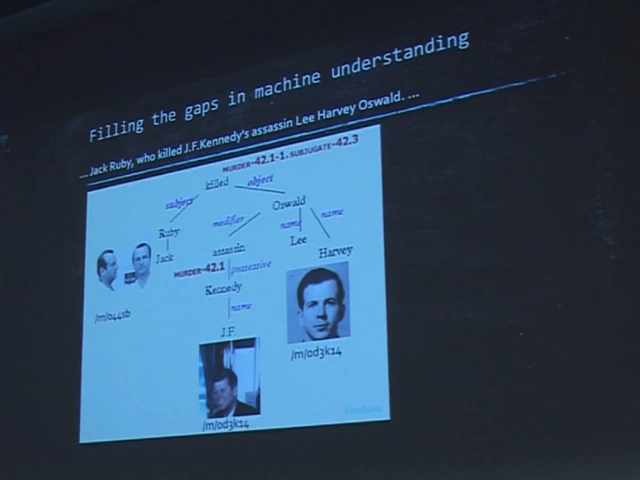 Filling the gaps in machine understanding
... Jack Ruby, who killed J.F.Kennedy's assassin Lee Harvey Oswald. ...
MURDER-42.1-1. SUBJUGATE-42.3
killed object
subject
Oswald
modifier name name
Ruby
Lee
Jack assassin Harvey
MURDER-42.1 possessive
Kennedy
name
/m/o44sb
J.F.
/m/od3k14
/m/od3k14